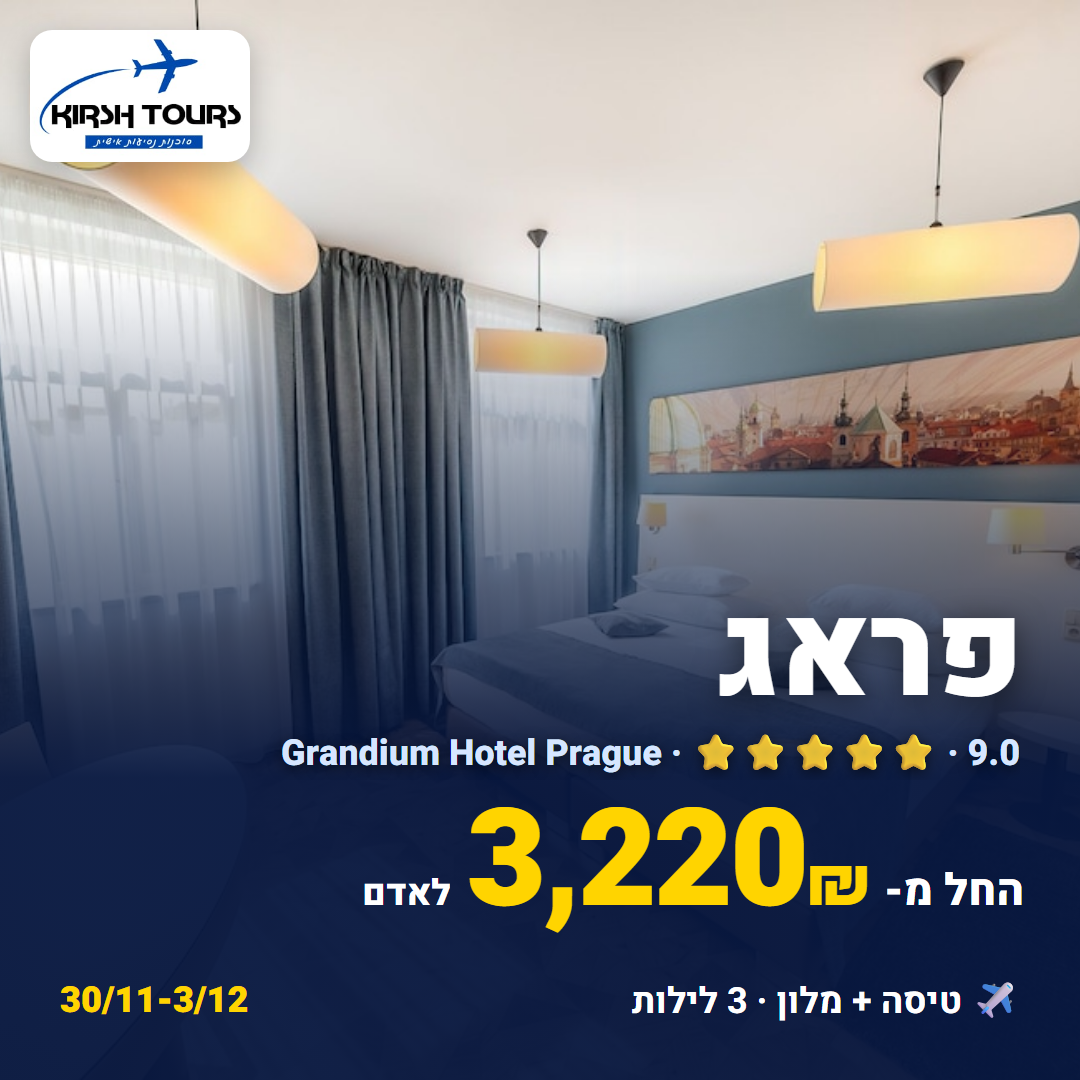 KIRSH TOURS
סוכנות נסיעות אישית
פראג
9.0 · ⭐⭐⭐⭐⭐ · Grandium Hotel Prague
החל מ- ₪3,220 לאדם
✈️ טיסה + מלון · 3 לילות
30/11-3/12